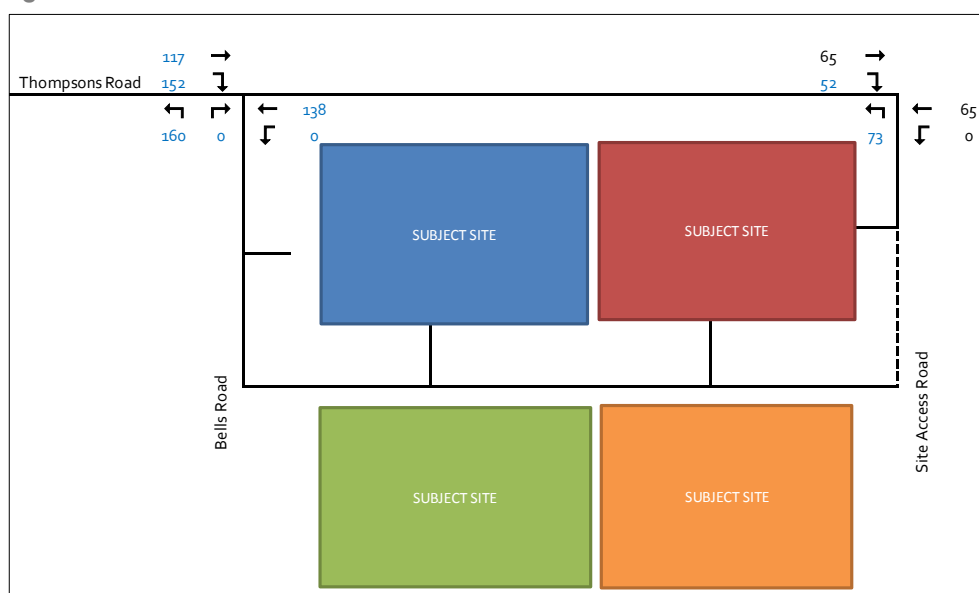 117 → 65 →
Thompsons Road 152 52
← 138 ← 65
160 0 0 73 0
SUBJECT SITE SUBJECT SITE
Bells Road
Site Access Road
SUBJECT SITE SUBJECT SITE